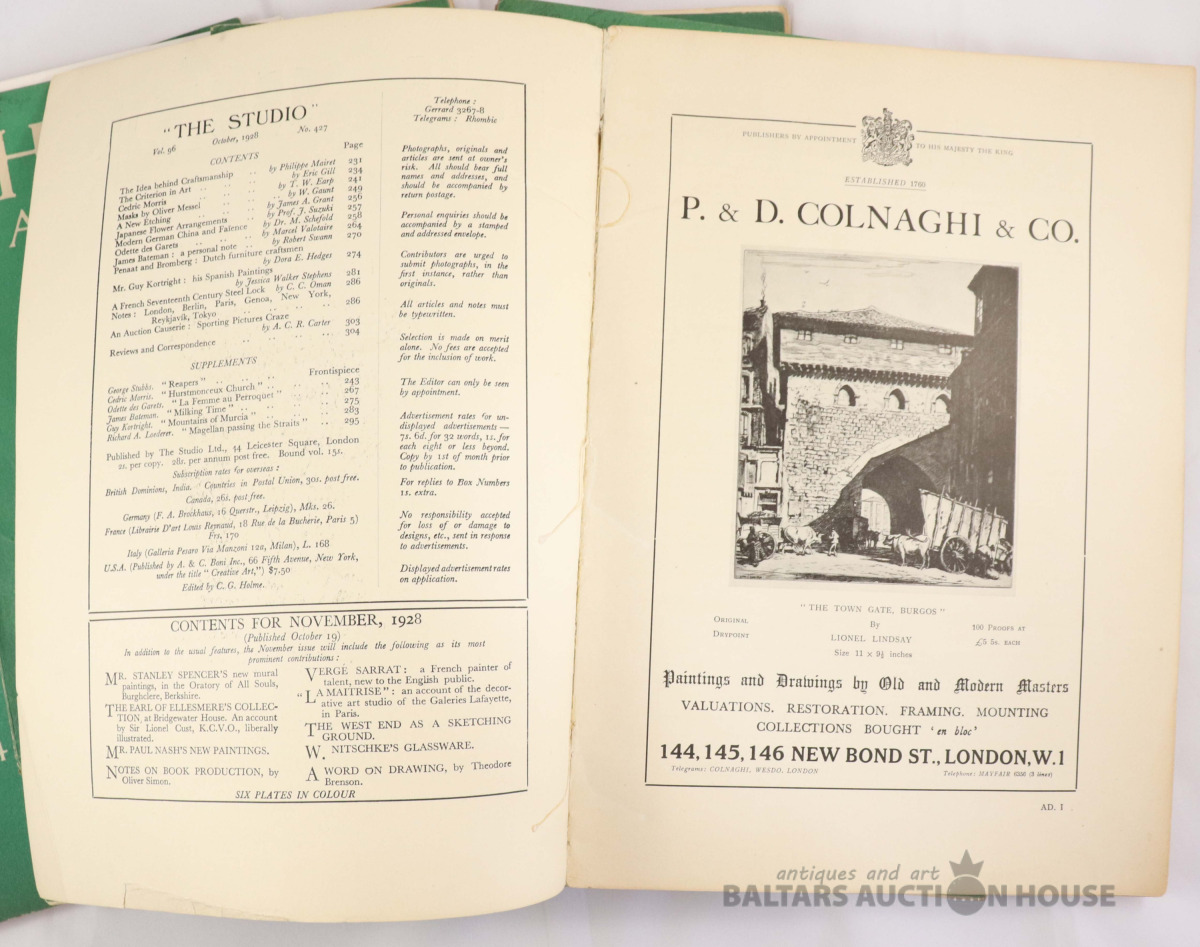 "THE STUDIO"
Vol. 96 October, 1928 No. 427
CONTENTS Page
The Idea behind Craftsmanship .. by Philippe Mairet 231
The Criterion in Art .. .. .. by Eric Gill 234
Cedric Morris .. .. .. by T. W. Earp 241
Masks by Oliver Messel .. .. by W. Gaunt 249
A New Etching .. .. by James A. Grant 256
Japanese Flower Arrangements .. by Prof. J. Suzuki 257
Modern German China and Faience by Dr. M. Schefold 258
Odette des Garets .. .. by Marcel Valotaire 264
James Bateman : a personal note .. by Robert Swann 270
Penaat and Bromberg : Dutch furniture craftsmen
by Dora E. Hedges 274
Mr. Guy Kortright : his Spanish Paintings
by Jessica Walker Stephens 281
A French Seventeenth Century Steel Lock by C. C. Oman 286
Notes : London, Berlin, Paris, Genoa, New York,
Reykjavik, Tokyo .. .. .. .. 286
An Auction Causerie : Sporting Pictures Craze
by A. C. R. Carter 303
Reviews and Correspondence .. .. .. 304
SUPPLEMENTS
George Stubbs. "Reapers" .. .. .. Frontispiece
Cedric Morris. "Hurstmonceux Church" .. .. .. 243
Odette des Garets. "La Femme au Perroquet" .. .. 267
James Bateman. "Milking Time" .. .. .. 275
Guy Kortright. "Mountains of Murcia" .. .. .. 283
Richard A. Loederer. "Magellan passing the Straits" .. 295
Published by The Studio Ltd., 44 Leicester Square, London
2s. per copy. 28s. per annum post free. Bound vol. 15s.
Subscription rates for overseas :
British Dominions, India. Countries in Postal Union, 30s. post free.
Canada, 26s. post free.
Germany (F. A. Brockhaus, 16 Querstr., Leipzig), Mks. 26.
France (Librairie D'art Louis Reynaud, 18 Rue de la Bucherie, Paris 5)
Frs, 170
Italy (Galleria Pesaro Via Manzoni 12a, Milan), L. 168
U.S.A. (Published by A. & C. Boni Inc., 66 Fifth Avenue, New York,
under the title "Creative Art,") $7.50
Edited by C. G. Holme.
Telephone :
Gerrard 3267-8
Telegrams : Rhombic
Photographs, originals and
articles are sent at owner's
risk. All should bear full
names and addresses, and
should be accompanied by
return postage.
Personal enquiries should be
accompanied by a stamped
and addressed envelope.
Contributors are urged to
submit photographs, in the
first instance, rather than
originals.
All articles and notes must
be typewritten.
Selection is made on merit
alone. No fees are accepted
for the inclusion of work.
The Editor can only be seen
by appointment.
Advertisement rates for un-
displayed advertisements —
7s. 6d. for 32 words, 1s. for
each eight or less beyond.
Copy by 1st of month prior
to publication.
For replies to Box Numbers
1s. extra.
No responsibility accepted
for loss of or damage to
designs, etc., sent in response
to advertisements.
Displayed advertisement rates
on application.
CONTENTS FOR NOVEMBER, 1928
(Published October 19)
In addition to the usual features, the November issue will include the following as its most
prominent contributions :
MR. STANLEY SPENCER'S new mural
paintings, in the Oratory of All Souls,
Burghclere, Berkshire.
THE EARL OF ELLESMERE'S COLLEC-
TION, at Bridgewater House. An account
by Sir Lionel Cust, K.C.V.O., liberally
illustrated.
MR. PAUL NASH'S NEW PAINTINGS.
NOTES ON BOOK PRODUCTION, by
Oliver Simon.
VERGÉ SARRAT : a French painter of
talent, new to the English public.
"LA MAITRISE" : an account of the decor-
ative art studio of the Galeries Lafayette,
in Paris.
THE WEST END AS A SKETCHING
GROUND.
W. NITSCHKE'S GLASSWARE.
A WORD ON DRAWING, by Theodore
Brenson.
SIX PLATES IN COLOUR
PUBLISHERS BY APPOINTMENT TO HIS MAJESTY THE KING
ESTABLISHED 1760
P. & D. COLNAGHI & CO.
"THE TOWN GATE, BURGOS"
By
LIONEL LINDSAY
Size 11 × 9¼ inches
ORIGINAL
DRYPOINT
100 PROOFS AT
£5 5s. EACH
Paintings and Drawings by Old and Modern Masters
VALUATIONS. RESTORATION. FRAMING. MOUNTING
COLLECTIONS BOUGHT 'en bloc'
144, 145, 146 NEW BOND ST., LONDON, W.1
Telegrams: COLNAGHI, WESDO, LONDON Telephone: MAYFAIR (3 lines)
AD. I
antiques and art
BALTARS AUCTION HOUSE